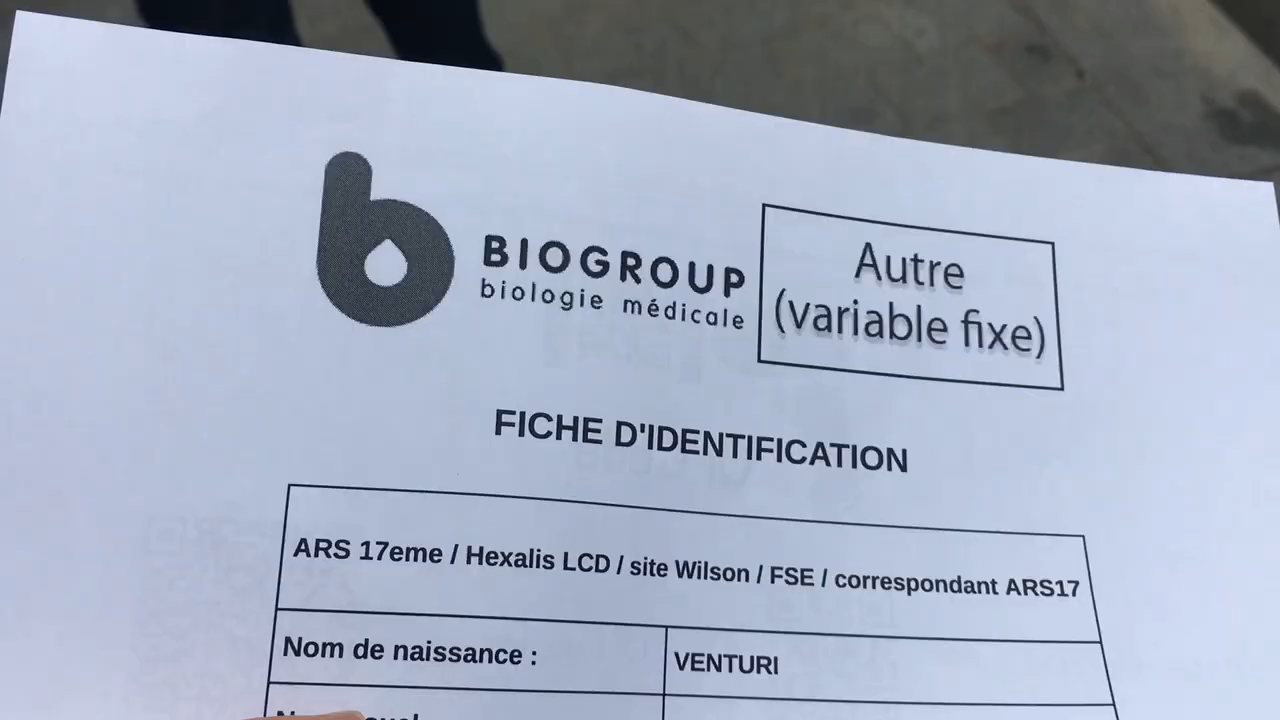 BIOGROUP
biologie médicale
Autre
(variable fixe)
FICHE D'IDENTIFICATION
ARS 17eme / Hexalis LCD / site Wilson / FSE / correspondant ARS17
Nom de naissance :
VENTURI